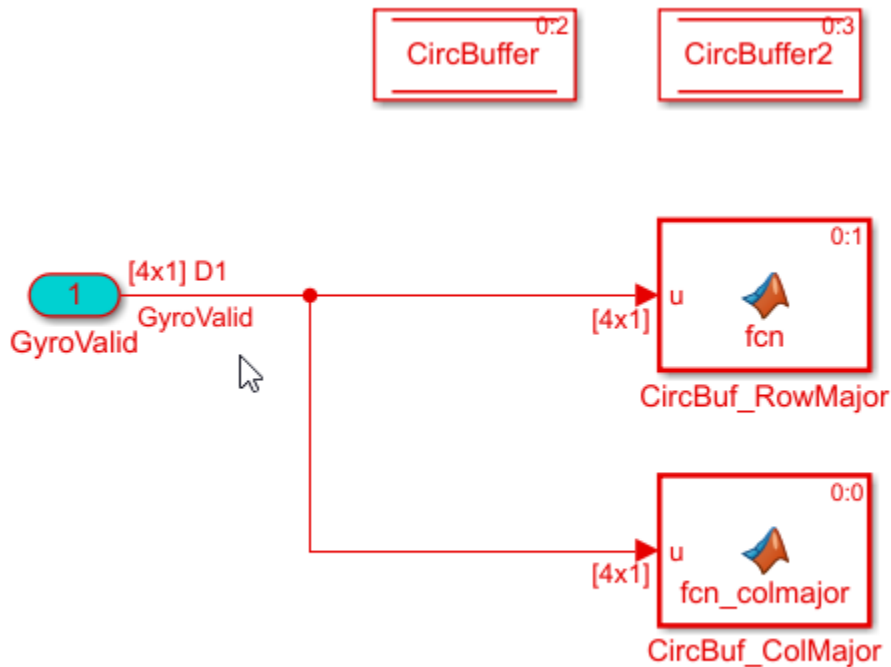 0:2
CircBuffer
0:3
CircBuffer2
0:1
[4x1] D1
1
GyroValid
GyroValid
u
[4x1]
fcn
CircBuf_RowMajor
0:0
u
[4x1]
fcn_colmajor
CircBuf_ColMajor